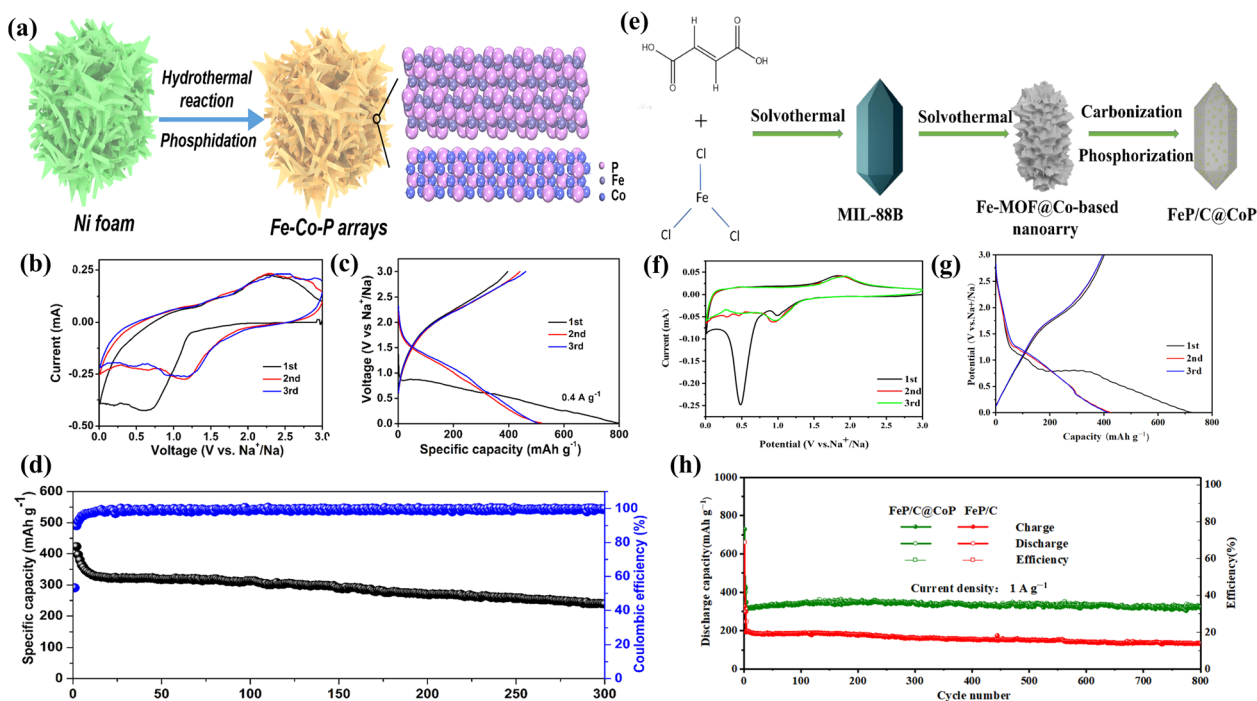 (a)
Hydrothermal
reaction
Phosphidation
Ni foam
Fe-Co-P arrays
P
Fe
Co
(e)
H
O
HO
OH
O
H
+
Cl
Fe
Cl
Cl
Solvothermal
MIL-88B
Solvothermal
Fe-MOF@Co-based
nanoarry
Carbonization
Phosphorization
FeP/C@CoP
(b)
Current (mA)
0.25
0.00
-0.25
-0.50
0.0 0.5 1.0 1.5 2.0 2.5 3.0
Voltage (V vs. Na+/Na)
1st
2nd
3rd
(c)
Voltage (V vs Na+/Na)
3.0
2.5
2.0
1.5
1.0
0.5
0.0
0 200 400 600 800
Specific capacity (mAh g-1)
1st
2nd
3rd
0.4 A g-1
(f)
Current (mA)
0.10
0.05
0.00
-0.05
-0.10
-0.15
-0.20
-0.25
0.0 0.5 1.0 1.5 2.0 2.5 3.0
Potential (V vs.Na+/Na)
1st
2nd
3rd
(g)
Potential (V vs.Na+/Na)
3.0
2.5
2.0
1.5
1.0
0.5
0.0
0 200 400 600 800
Capacity (mAh g-1)
1st
2nd
3rd
(d)
Specific capacity (mAh g-1)
600
500
400
300
200
100
0
0 50 100 150 200 250 300
100
80
60
40
20
0
Coulombic efficiency (%)
(h)
Discharge capacity(mAh g-1)
1000
800
600
400
200
0
0 100 200 300 400 500 600 700 800
Cycle number
100
80
60
40
20
0
Efficiency(%)
FeP/C@CoP FeP/C
Charge
Discharge
Efficiency
Current density: 1 A g-1